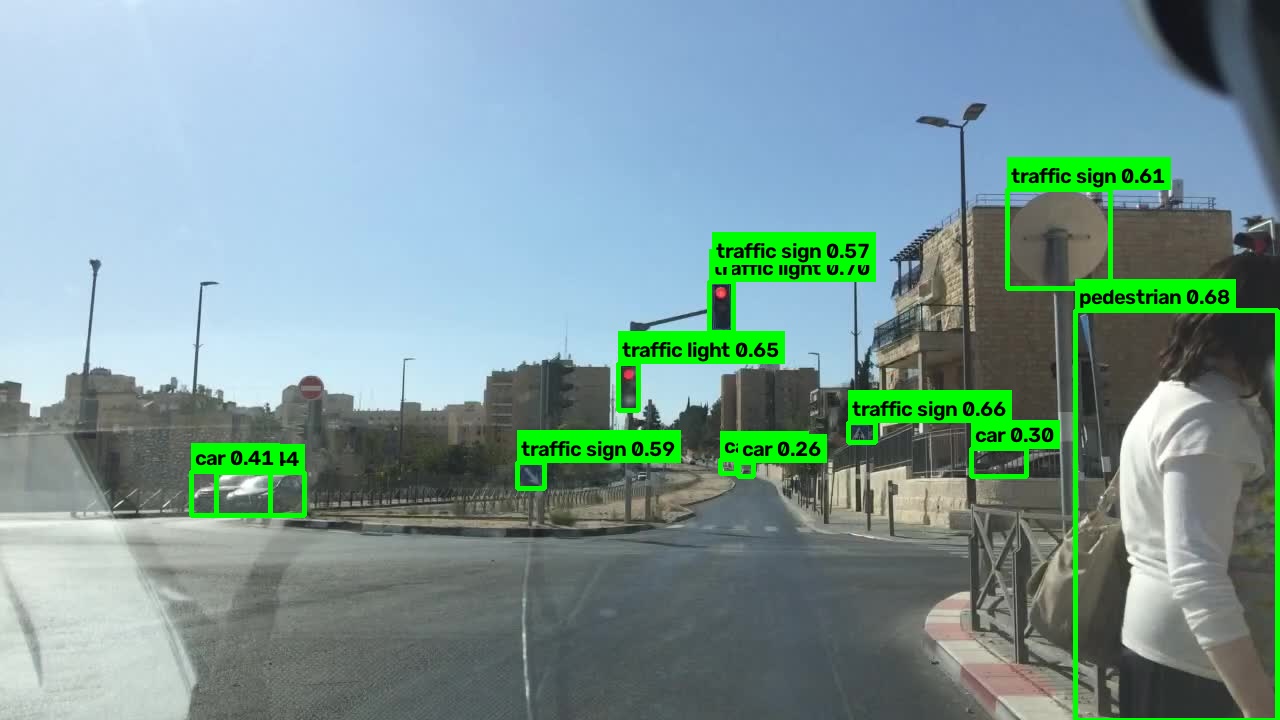 traffic sign 0.61
traffic sign 0.57
traffic light 0.70
pedestrian 0.68
traffic light 0.65
traffic sign 0.66
car 0.30
traffic sign 0.59
car 0.26
car 0.41